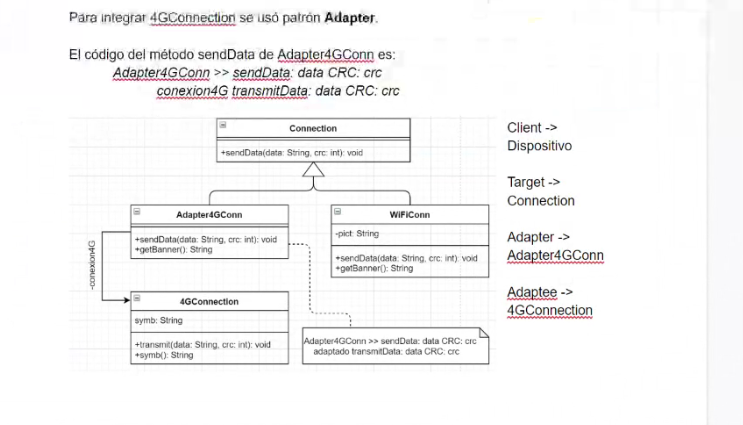 Para integrar 4GConnection se usó patrón Adapter.
El código del método sendData de Adapter4GConn es:
Adapter4GConn >> sendData: data CRC: crc
conexion4G transmitData: data CRC: crc
Connection
+sendData(data: String, crc: int): void
Adapter4GConn
+sendData(data: String, crc: int): void
+getBanner(): String
WiFiConn
-pict: String
+sendData(data: String, crc: int): void
+getBanner(): String
-conexion4G
4GConnection
symb: String
+transmit(data: String, crc: int): void
+symb(): String
Adapter4GConn >> sendData: data CRC: crc
adaptado transmitData: data CRC: crc
Client ->
Dispositivo
Target ->
Connection
Adapter ->
Adapter4GConn
Adaptee ->
4GConnection